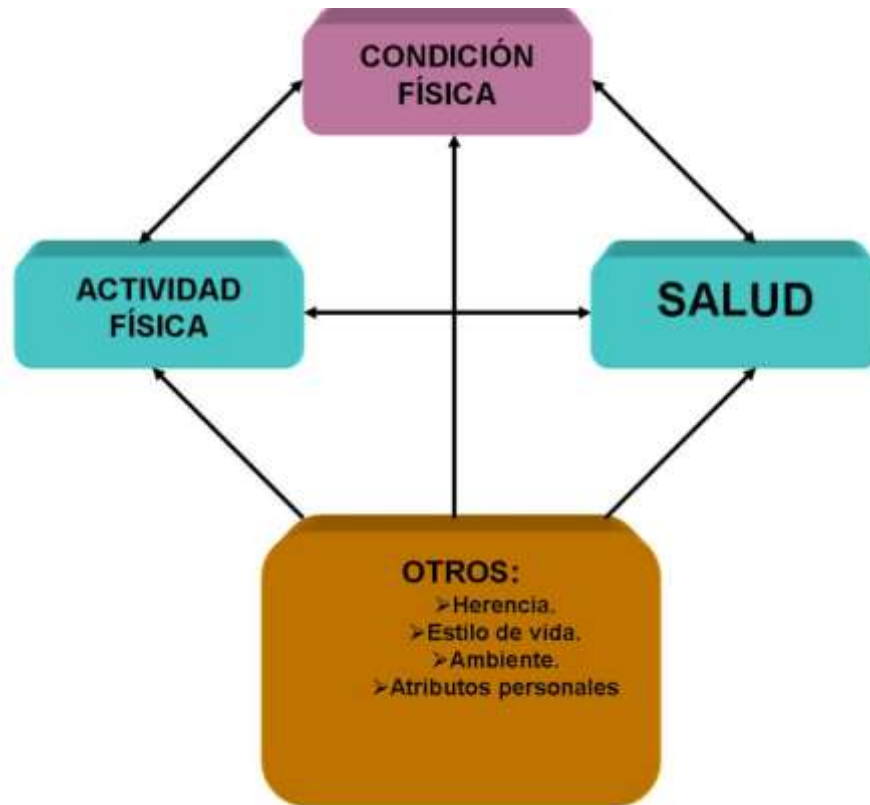 CONDICIÓN
FÍSICA
ACTIVIDAD
FÍSICA
SALUD
OTROS:
➢Herencia.
➢Estilo de vida.
➢Ambiente.
➢Atributos personales